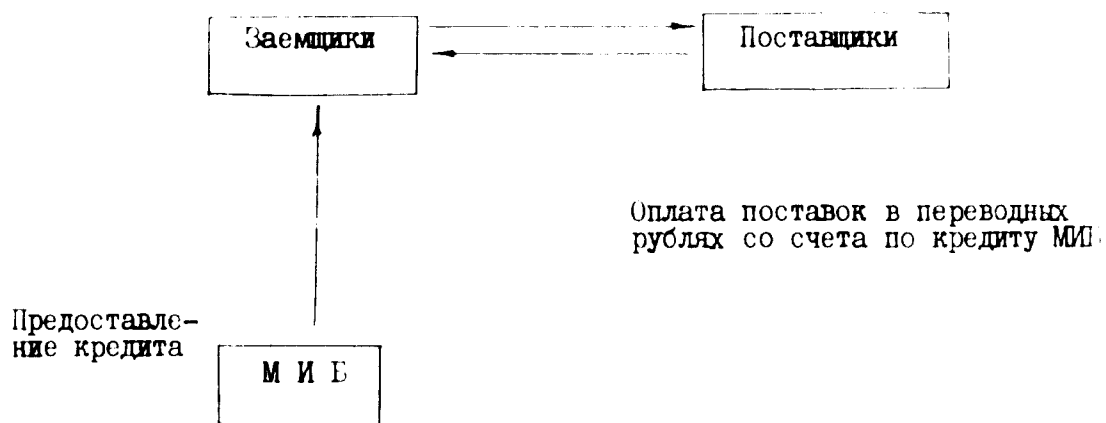 Заемщики
Поставщики
Оплата поставок в переводных
рублях со счета по кредиту МИБ
Предоставле-
ние кредита
М И Б